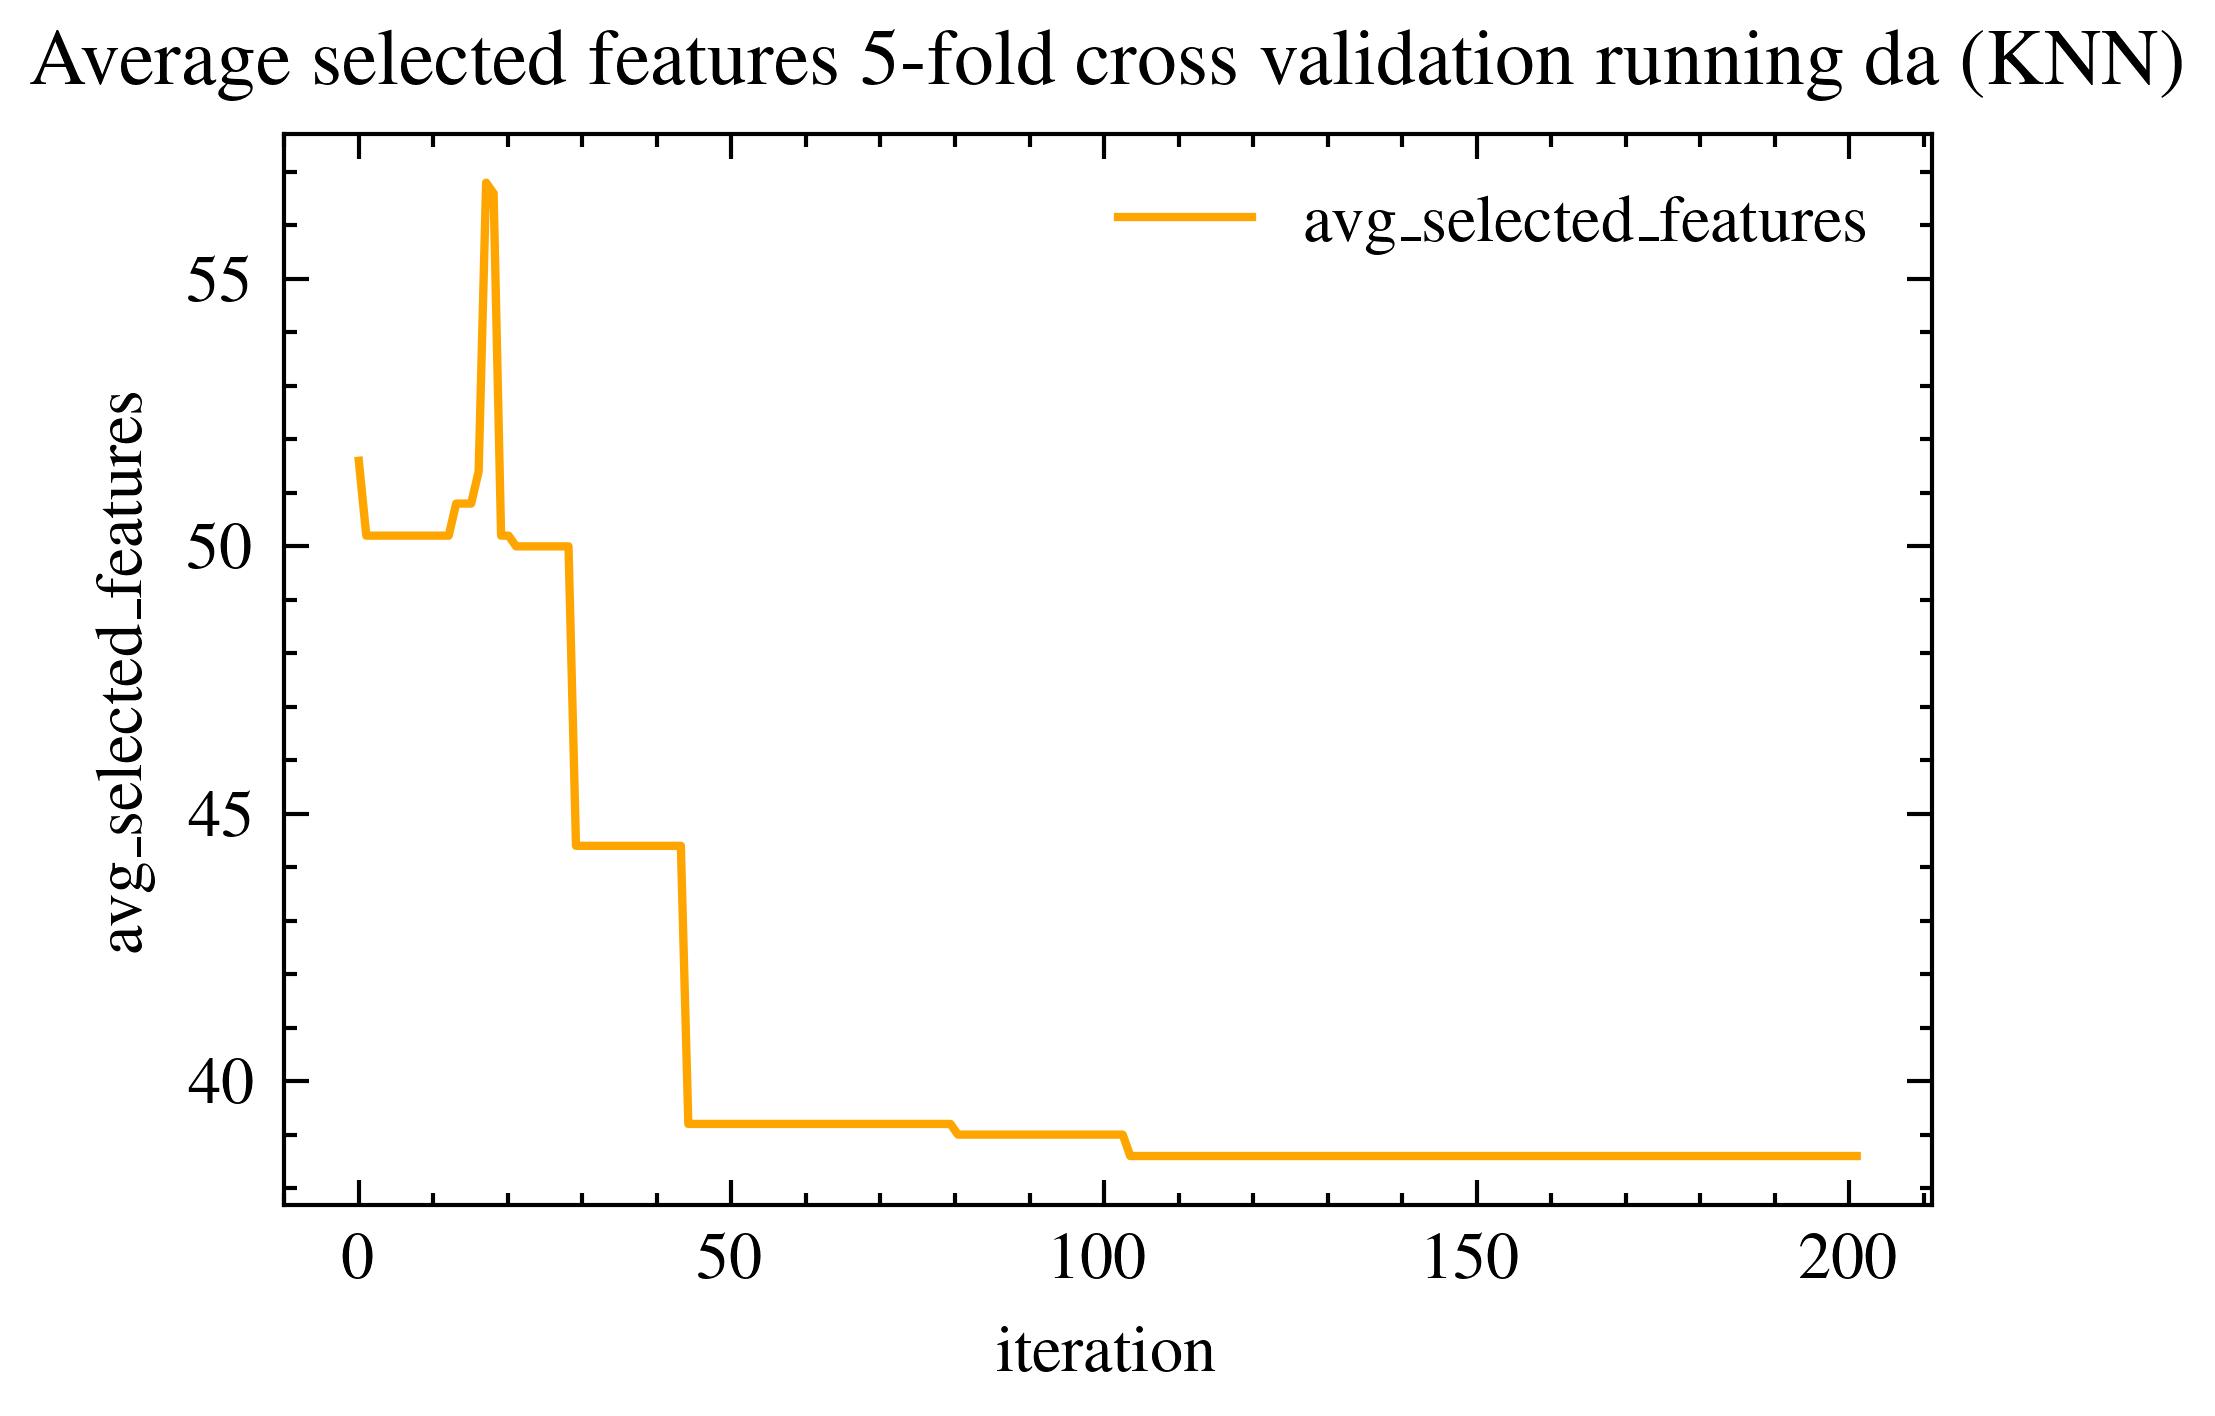 Average selected features 5-fold cross validation running da (KNN)
avg_selected_features
55
50
45
40
avg_selected_features
0 50 100 150 200
iteration